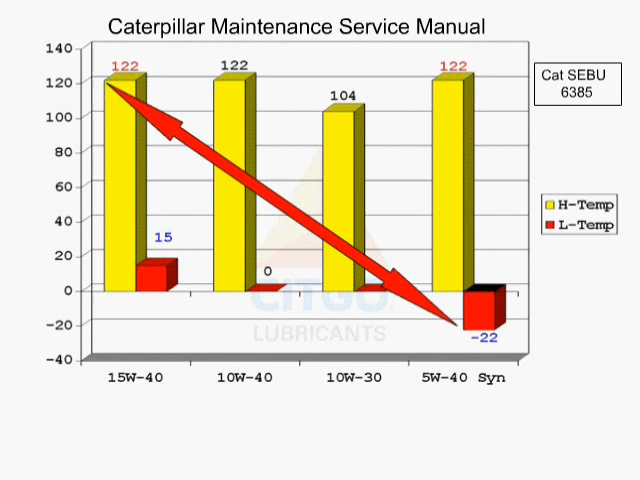 Caterpillar Maintenance Service Manual
140
120
100
80
60
40
20
0
-20
-40
122
122
104
122
15
0
-22
Cat SEBU
6385
H-Temp
L-Temp
CITGO
LUBRICANTS
15W-40
10W-40
10W-30
5W-40 Syn